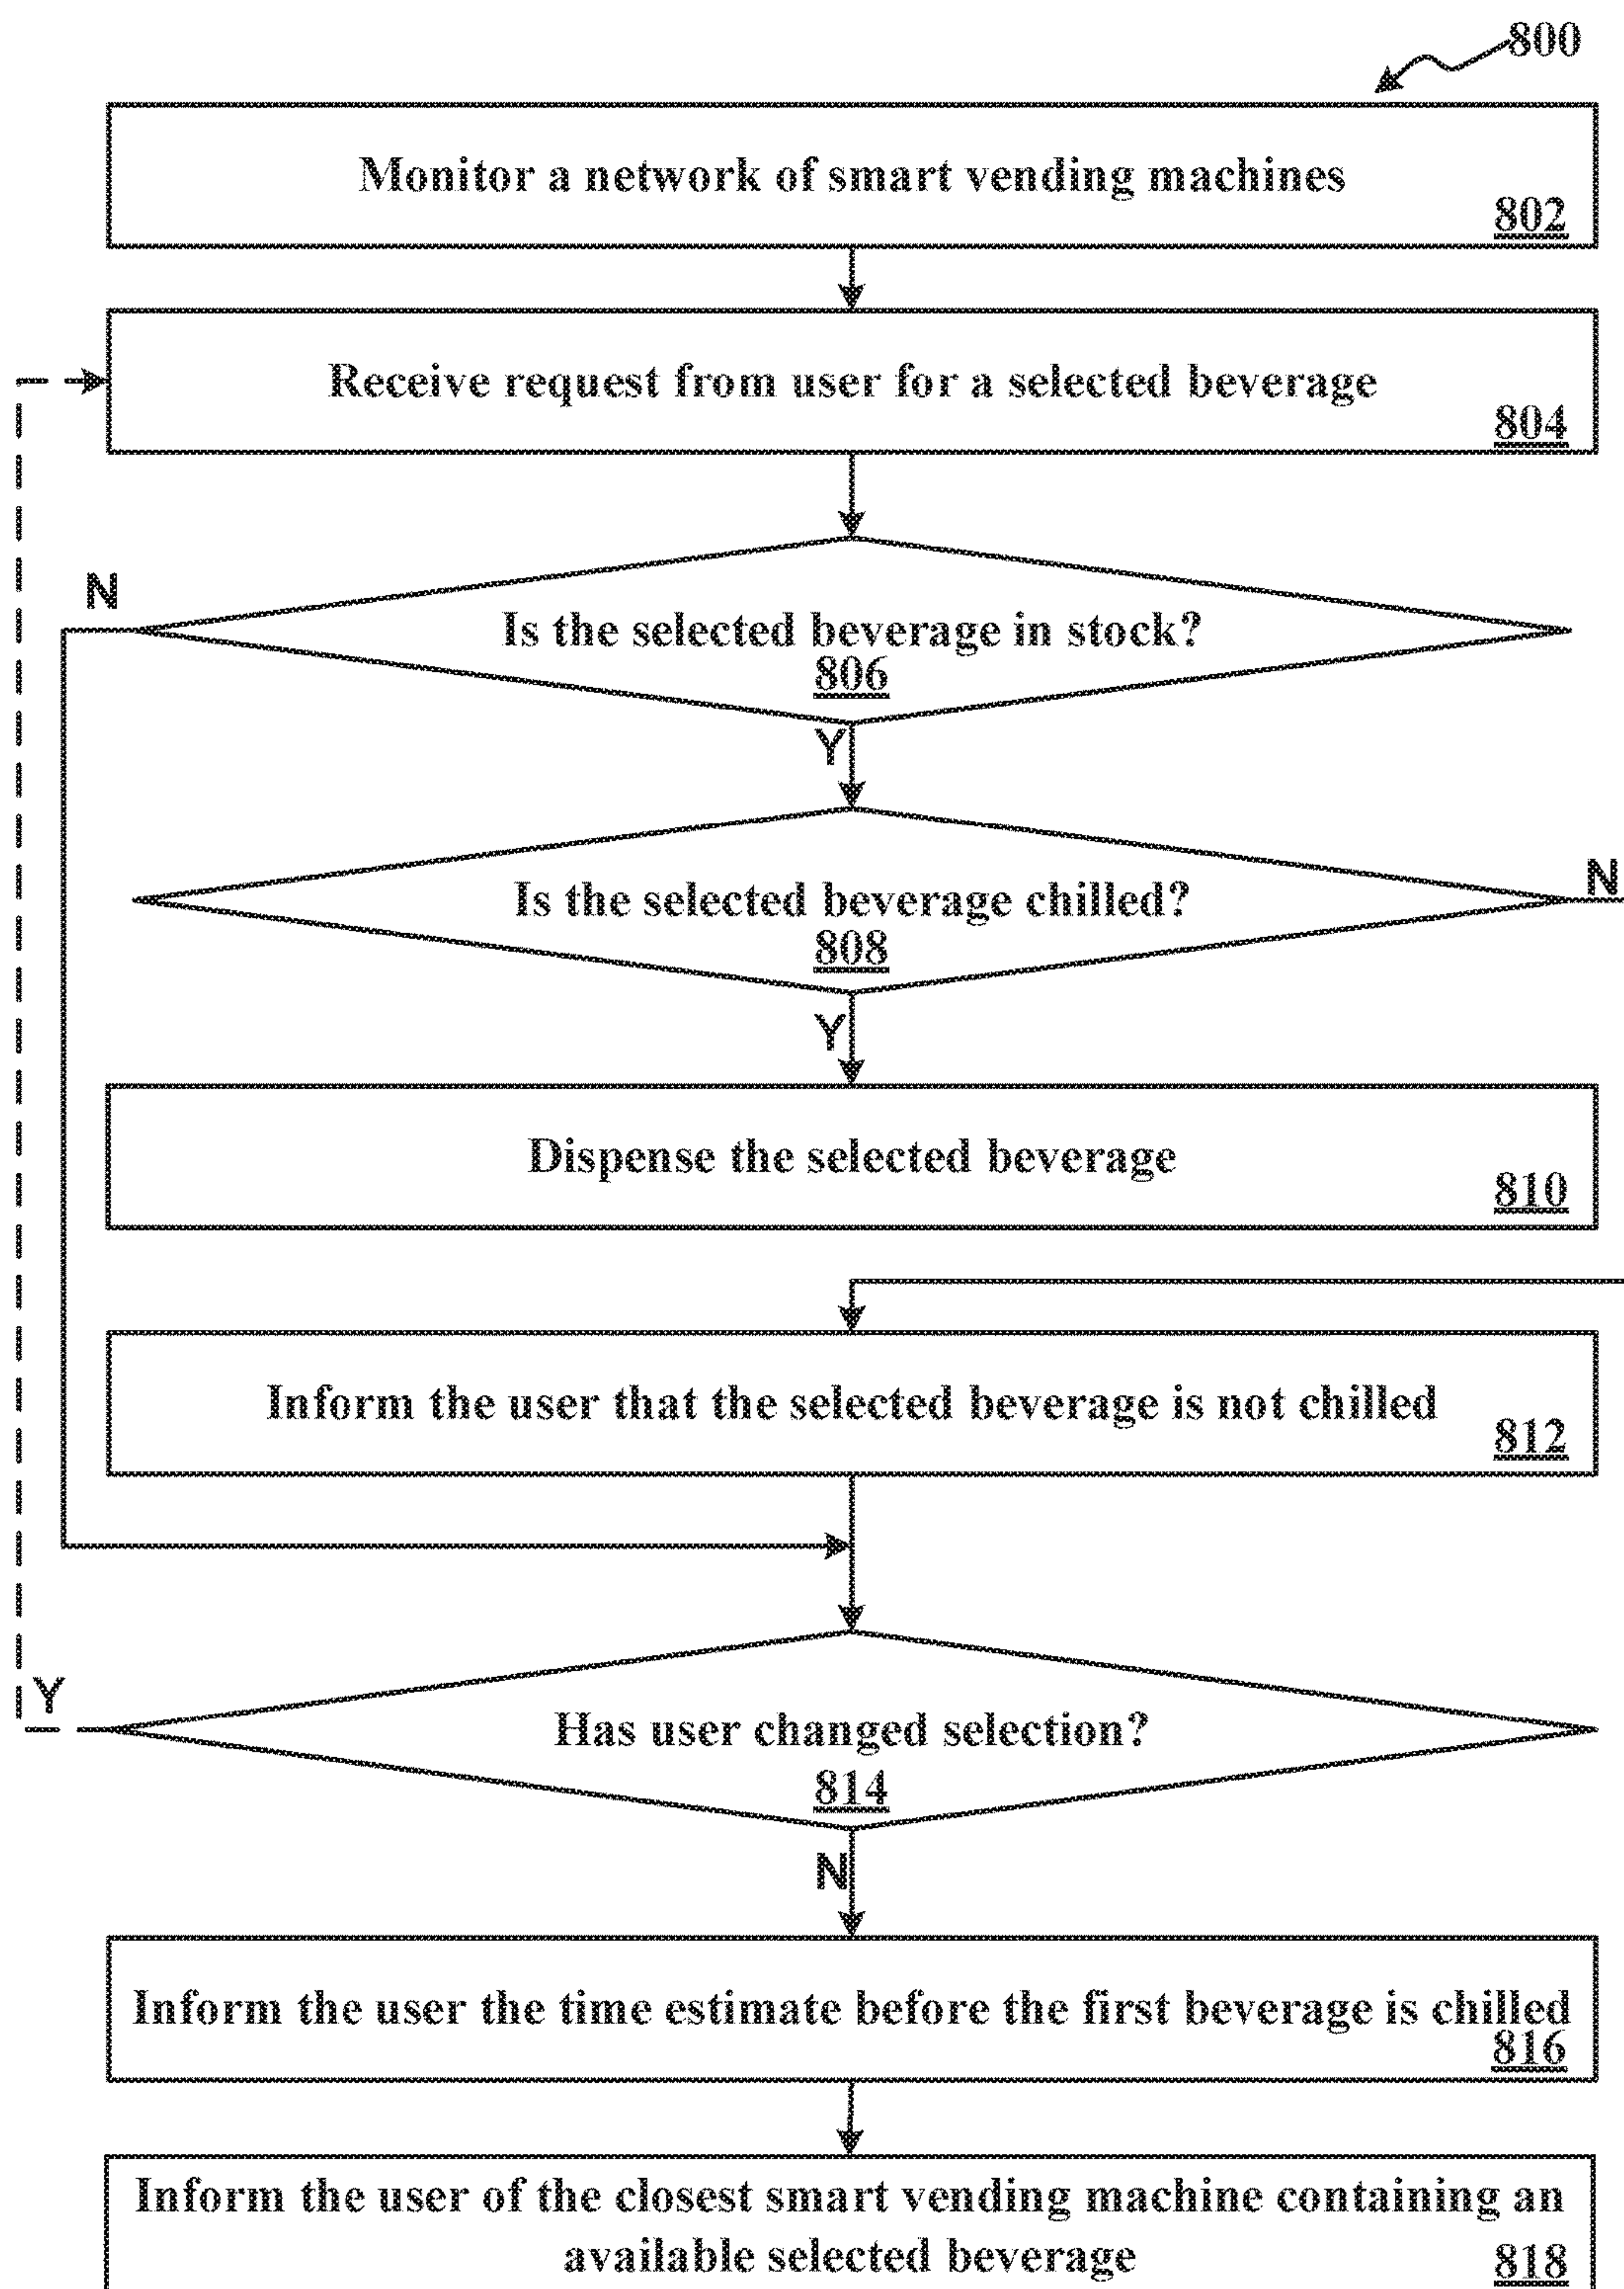 800
Monitor a network of smart vending machines
802
Receive request from user for a selected beverage
804
N
Is the selected beverage in stock?
806
Y
Is the selected beverage chilled?
808
N
Y
Dispense the selected beverage
810
Inform the user that the selected beverage is not chilled
812
Y
Has user changed selection?
814
N
Inform the user the time estimate before the first beverage is chilled
816
Inform the user of the closest smart vending machine containing an
available selected beverage
818